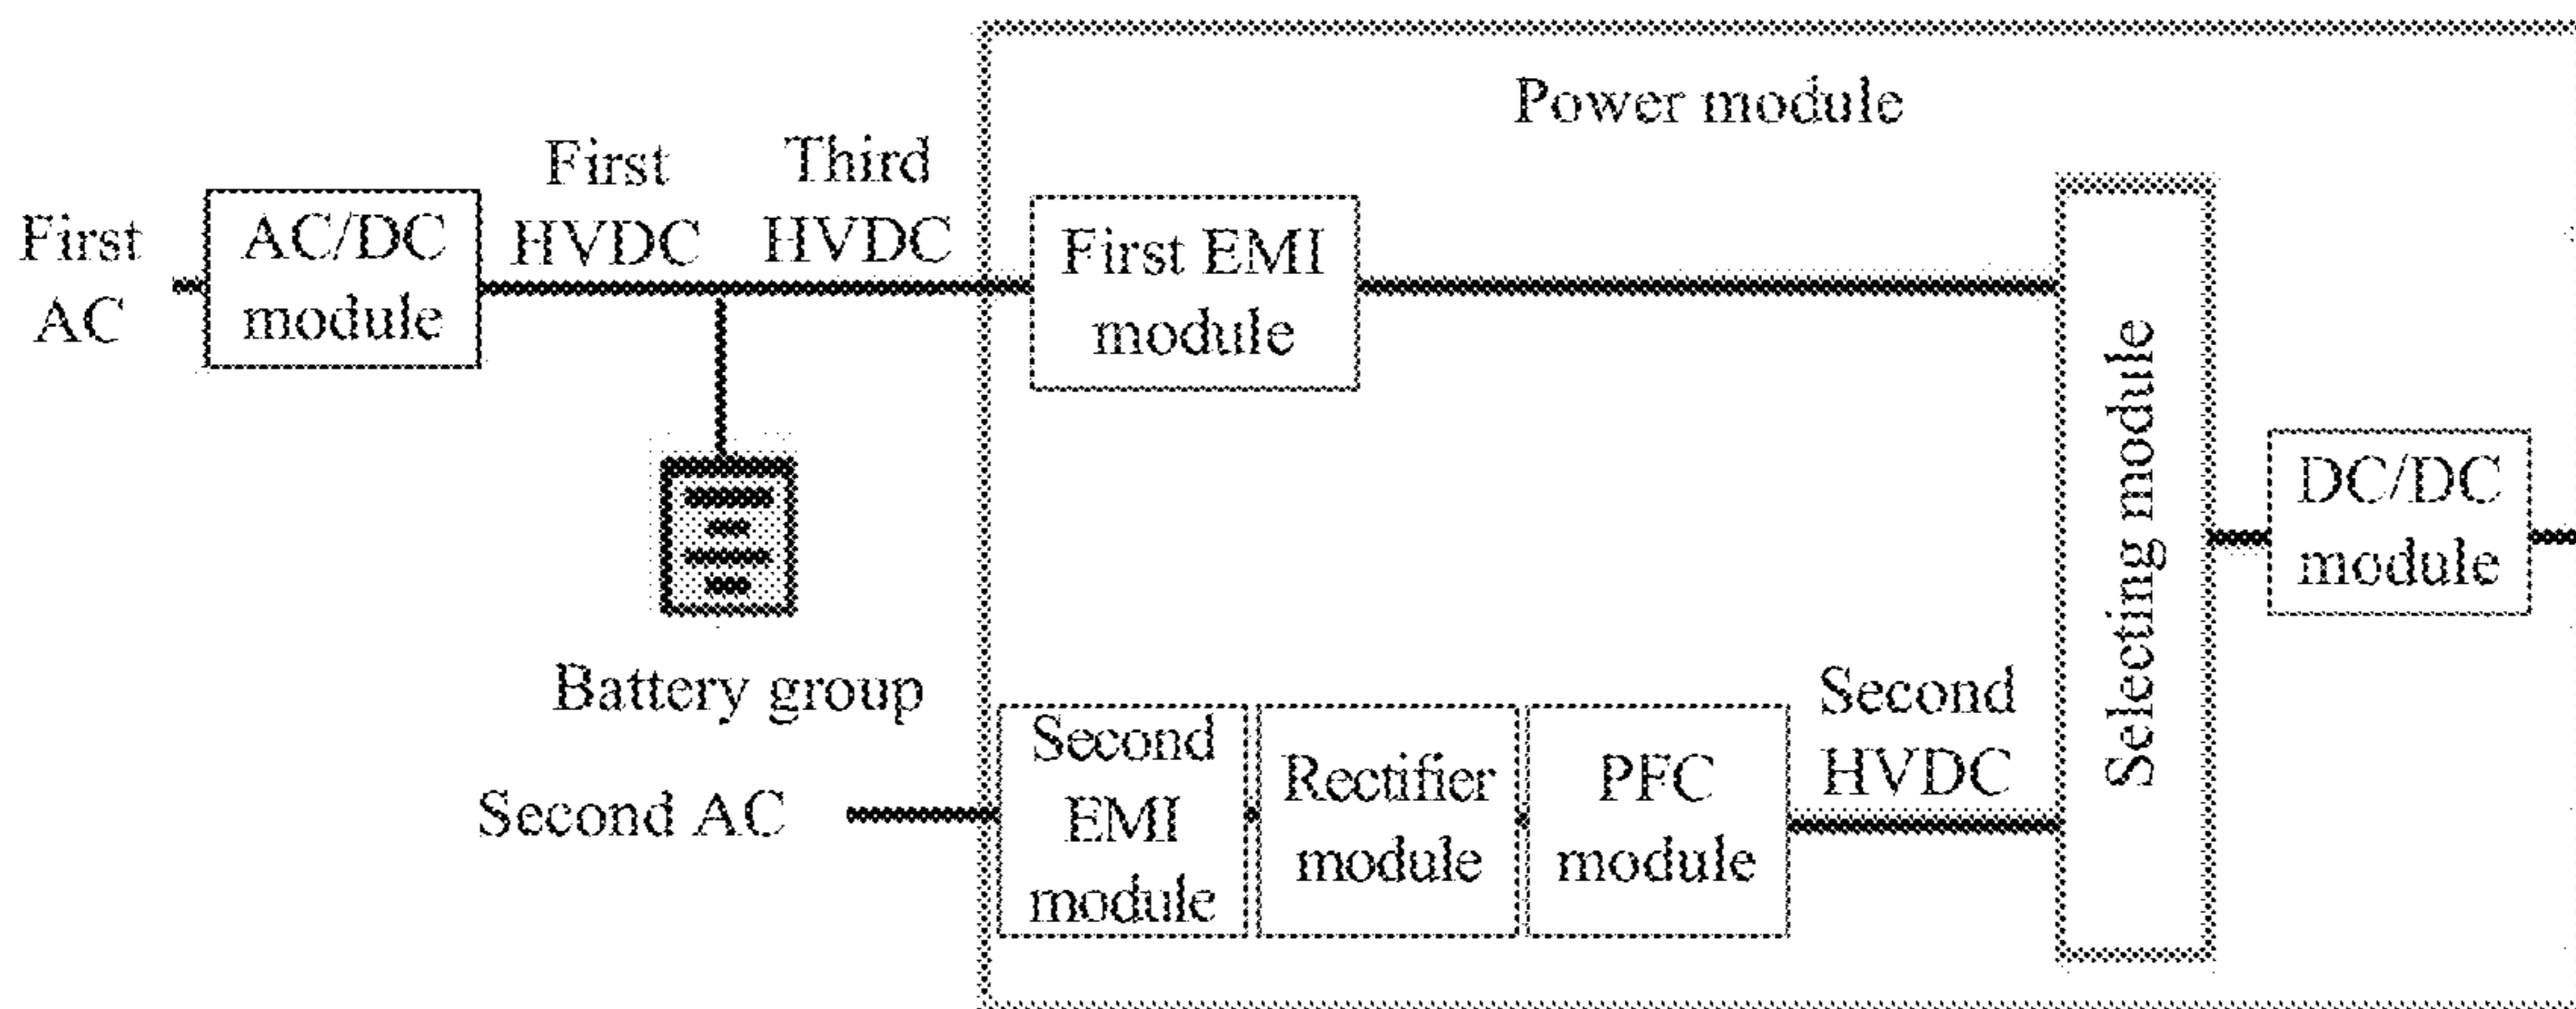 Power module
First
AC
AC/DC
module
First
HVDC
Third
HVDC
First EMI
module
Battery group
Second AC
Second
EMI
module
Rectifier
module
PFC
module
Second
HVDC
Selecting module
DC/DC
module